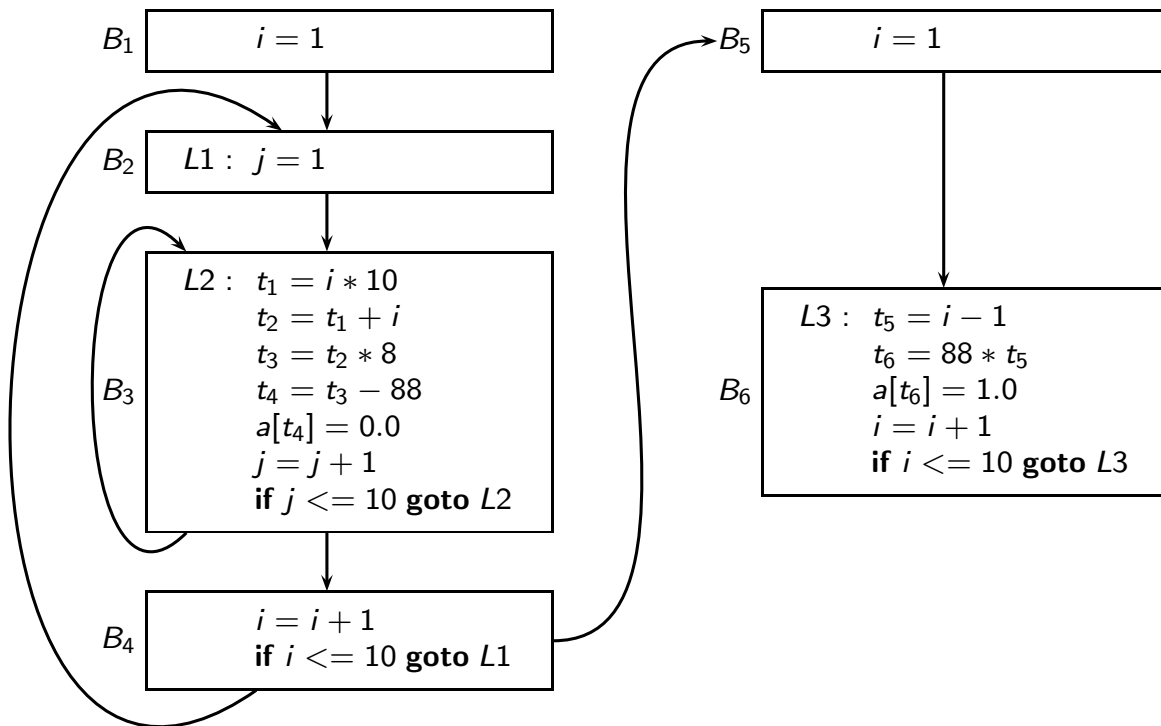 B₁ i = 1
B₂ L1 : j = 1
B₃
L2 : t₁ = i ∗ 10
t₂ = t₁ + i
t₃ = t₂ ∗ 8
t₄ = t₃ − 88
a[t₄] = 0.0
j = j + 1
if j <= 10 goto L2
B₄
i = i + 1
if i <= 10 goto L1
B₅ i = 1
B₆
L3 : t₅ = i − 1
t₆ = 88 ∗ t₅
a[t₆] = 1.0
i = i + 1
if i <= 10 goto L3